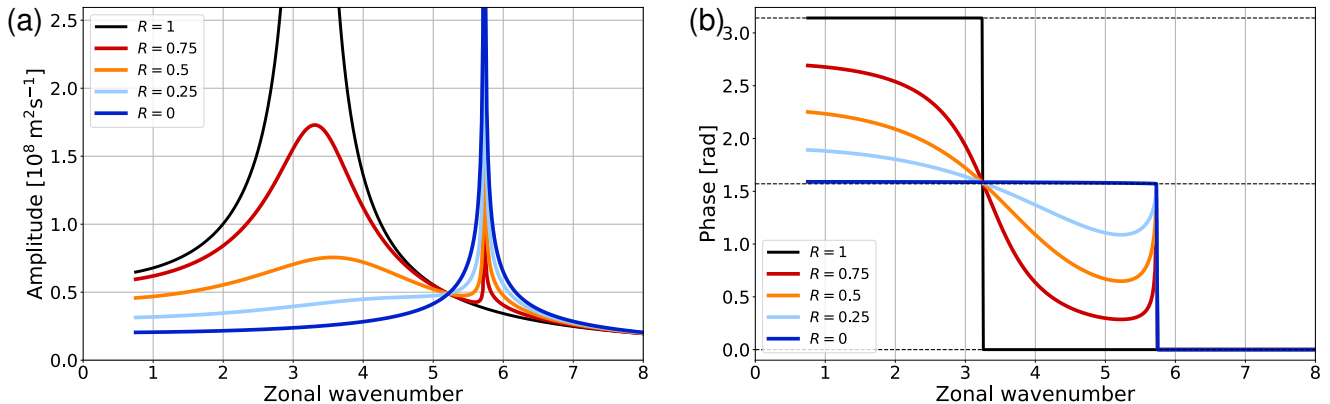 (a)
Amplitude [10⁸ m²s⁻¹]
2.5
2.0
1.5
1.0
0.5
0.0
R = 1
R = 0.75
R = 0.5
R = 0.25
R = 0
1 2 3 4 5 6 7 8
Zonal wavenumber
(b)
Phase [rad]
3.0
2.5
2.0
1.5
1.0
0.5
0.0
R = 1
R = 0.75
R = 0.5
R = 0.25
R = 0
1 2 3 4 5 6 7 8
Zonal wavenumber